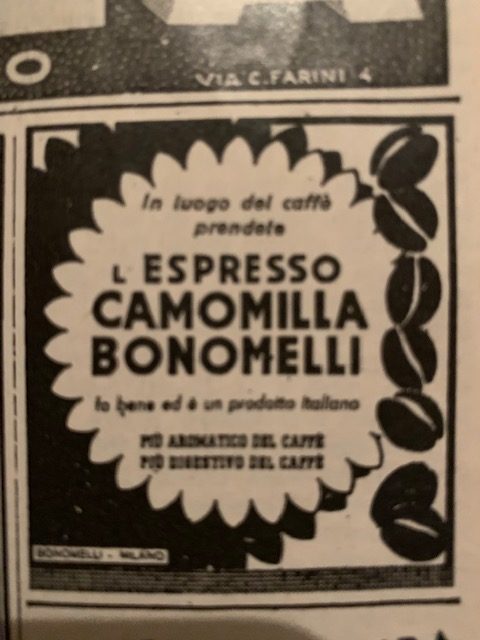 O
VIA C. FARINI 4
In luogo del caffè
prendete
L'ESPRESSO
CAMOMILLA
BONOMELLI
fa bene ed è un prodotto italiano
PIÙ AROMATICO DEL CAFFÈ
PIÙ DIGESTIVO DEL CAFFÈ
BONOMELLI - MILANO